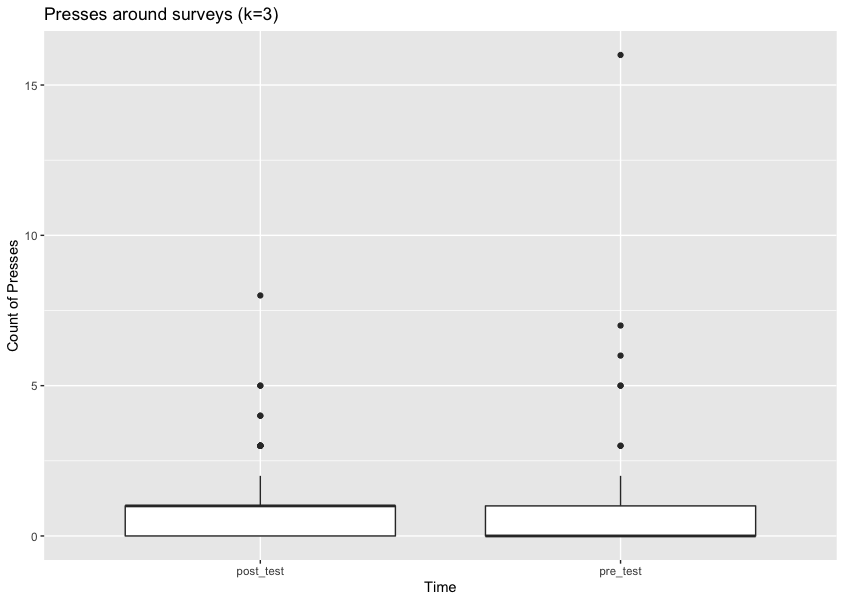 Presses around surveys (k=3)
15
10
5
0
Count of Presses
post_test
pre_test
Time